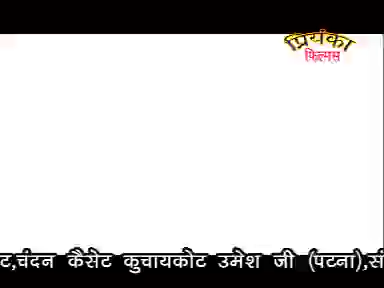 प्रियंका
फिल्मस
ट,चंदन कैसेट कुचायकोट उमेश जी (पटना),सं